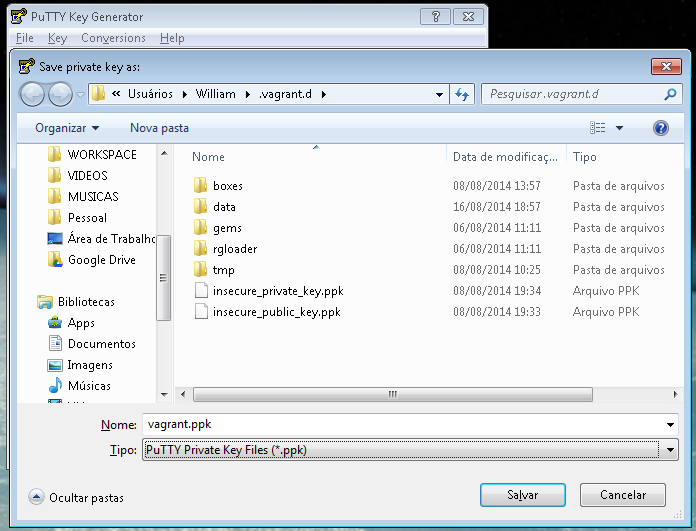 PuTTY Key Generator
File Key Conversions Help
Save private key as:
« Usuários William .vagrant.d
Pesquisar .vagrant.d
Organizar Nova pasta
WORKSPACE
VIDEOS
MUSICAS
Pessoal
Área de Trabalho
Google Drive
Bibliotecas
Apps
Documentos
Imagens
Músicas
Nome Data de modificaç... Tipo
boxes 08/08/2014 13:57 Pasta de arquivos
data 16/08/2014 18:57 Pasta de arquivos
gems 06/08/2014 11:11 Pasta de arquivos
rgloader 06/08/2014 11:11 Pasta de arquivos
tmp 08/08/2014 10:25 Pasta de arquivos
insecure_private_key.ppk 08/08/2014 19:34 Arquivo PPK
insecure_public_key.ppk 08/08/2014 19:33 Arquivo PPK
Nome: vagrant.ppk
Tipo: PuTTY Private Key Files (*.ppk)
Ocultar pastas
Salvar Cancelar